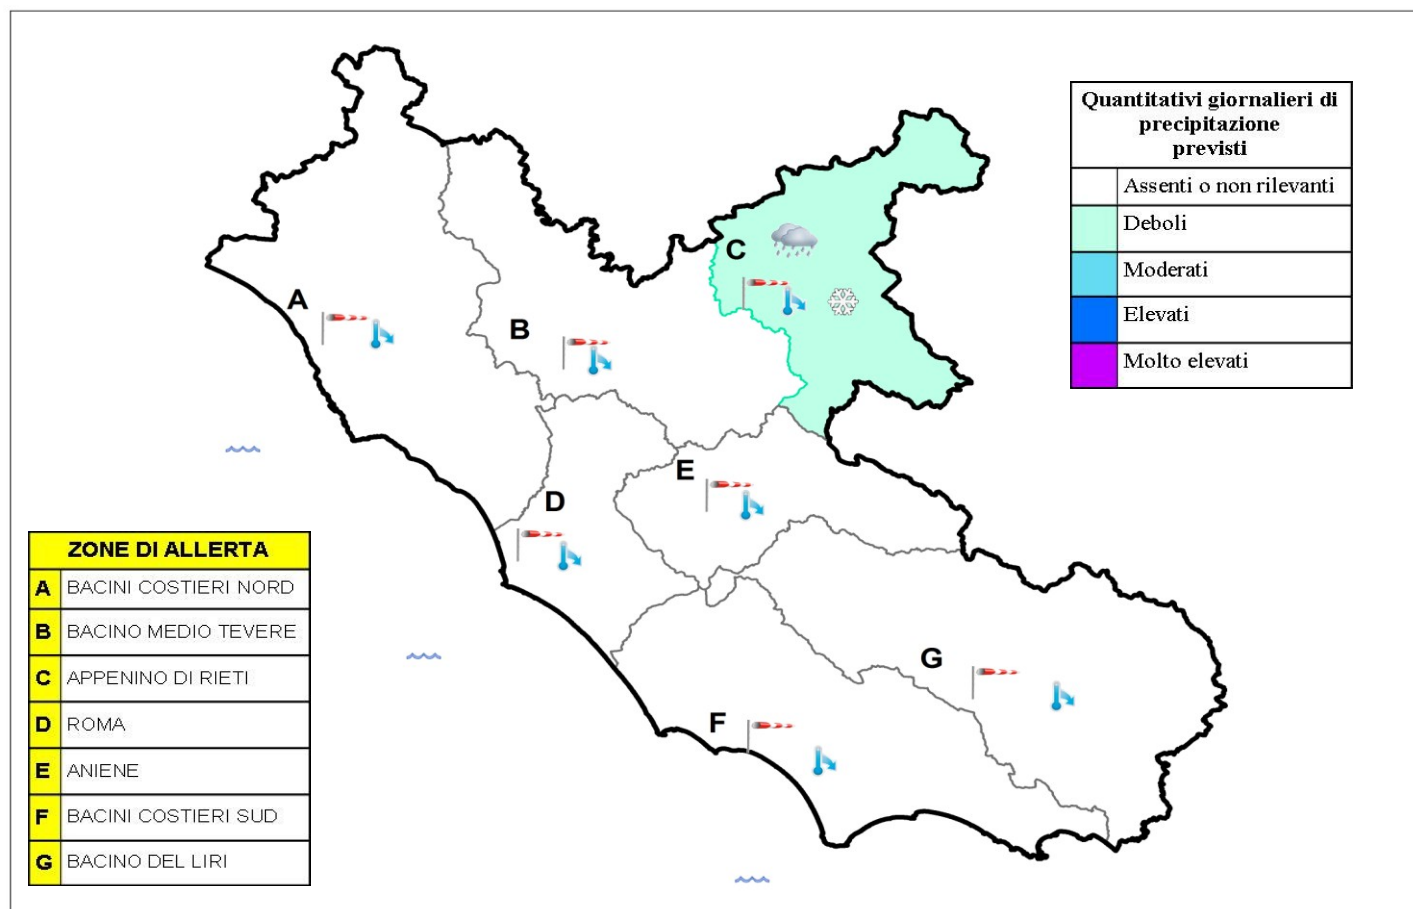 Quantitativi giornalieri di
precipitazione
previsti
Assenti o non rilevanti
Deboli
Moderati
Elevati
Molto elevati
C
A
B
E
D
G
F
ZONE DI ALLERTA
A BACINI COSTIERI NORD
B BACINO MEDIO TEVERE
C APPENINO DI RIETI
D ROMA
E ANIENE
F BACINI COSTIERI SUD
G BACINO DEL LIRI